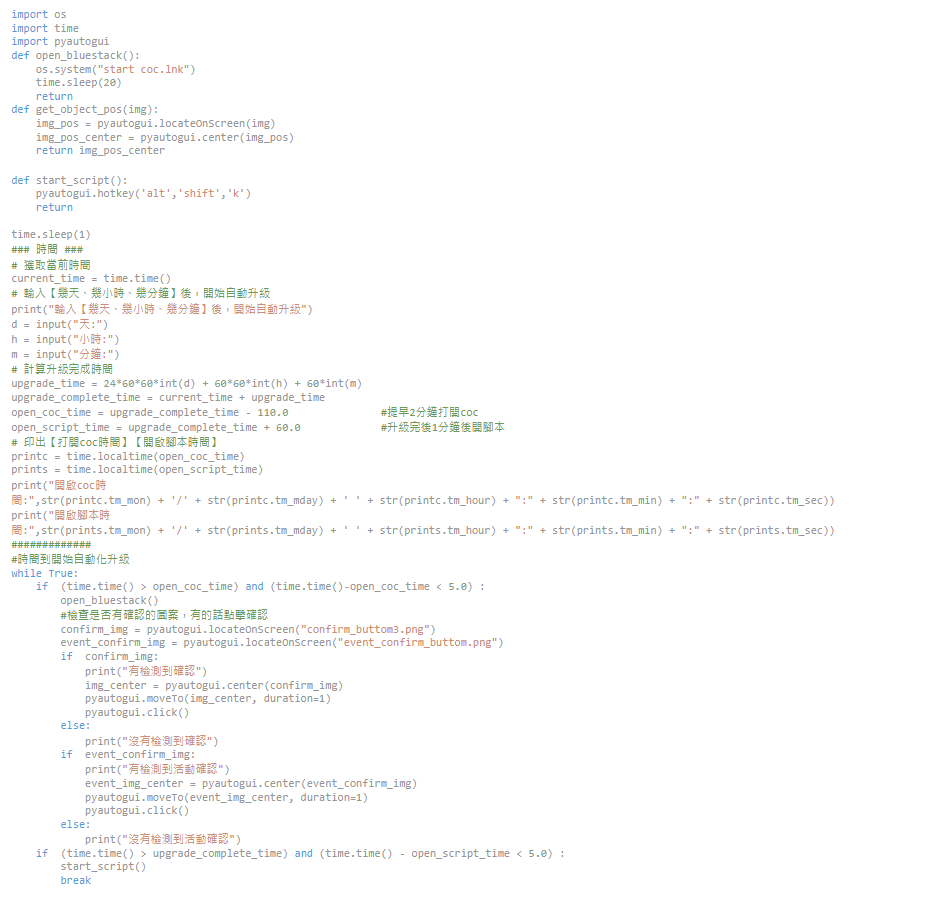 import os
import time
import pyautogui
def open_bluestack():
    os.system("start coc.lnk")
    time.sleep(20)
    return
def get_object_pos(img):
    img_pos = pyautogui.locateOnScreen(img)
    img_pos_center = pyautogui.center(img_pos)
    return img_pos_center

def start_script():
    pyautogui.hotkey('alt','shift','k')
    return

time.sleep(1)
### 時間 ###
# 獲取當前時間
current_time = time.time()
# 輸入【幾天、幾小時、幾分鐘】後，開始自動升級
print("輸入【幾天、幾小時、幾分鐘】後，開始自動升級")
d = input("天:")
h = input("小時:")
m = input("分鐘:")
# 計算升級完成時間
upgrade_time = 24*60*60*int(d) + 60*60*int(h) + 60*int(m)
upgrade_complete_time = current_time + upgrade_time
open_coc_time = upgrade_complete_time - 110.0               #提早2分鐘打開coc
open_script_time = upgrade_complete_time + 60.0             #升級完後1分鐘後開腳本
# 印出【打開coc時間】【開啟腳本時間】
printc = time.localtime(open_coc_time)
prints = time.localtime(open_script_time)
print("開啟coc時
間:",str(printc.tm_mon) + '/' + str(printc.tm_mday) + ' ' + str(printc.tm_hour) + ":" + str(printc.tm_min) + ":" + str(printc.tm_sec))
print("開啟腳本時
間:",str(prints.tm_mon) + '/' + str(prints.tm_mday) + ' ' + str(prints.tm_hour) + ":" + str(prints.tm_min) + ":" + str(prints.tm_sec))
#############
#時間到開始自動化升級
while True:
    if  (time.time() > open_coc_time) and (time.time()-open_coc_time < 5.0) :
        open_bluestack()
        #檢查是否有確認的圖案，有的話點擊確認
        confirm_img = pyautogui.locateOnScreen("confirm_buttom3.png")
        event_confirm_img = pyautogui.locateOnScreen("event_confirm_buttom.png")
        if  confirm_img:
            print("有檢測到確認")
            img_center = pyautogui.center(confirm_img)
            pyautogui.moveTo(img_center, duration=1)
            pyautogui.click()
        else:
            print("沒有檢測到確認")
        if  event_confirm_img:
            print("有檢測到活動確認")
            event_img_center = pyautogui.center(event_confirm_img)
            pyautogui.moveTo(event_img_center, duration=1)
            pyautogui.click()
        else:
            print("沒有檢測到活動確認")
    if  (time.time() > upgrade_complete_time) and (time.time() - open_script_time < 5.0) :
        start_script()
        break